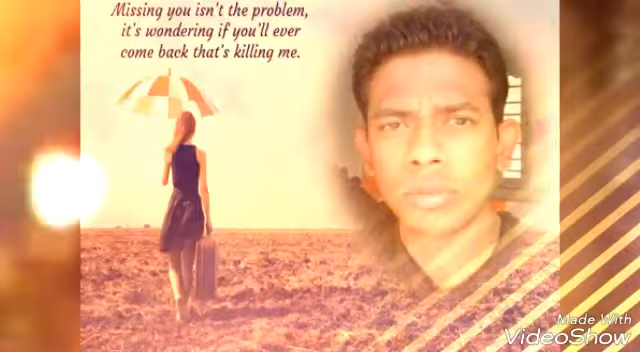 Missing you isn't the problem,
it's wondering if you'll ever
come back that's killing me.
Made With
VideoShow